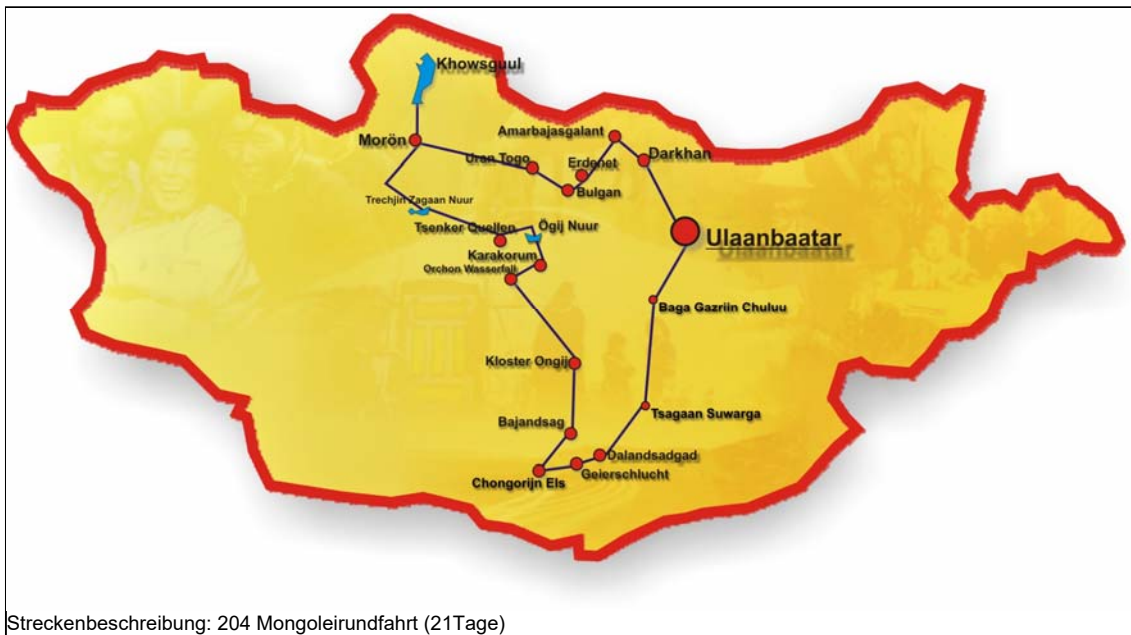 Khowsguul
Amarbajasgalant
Morön
Darkhan
Uran Togo
Erdenet
Bulgan
Trechjin Zagaan Nuur
Tsenker Quellen
Ögij Nuur
Ulaanbaatar
Karakorum
Orchon Wasserfall
Baga Gazriin Chuluu
Kloster Ongij
Tsagaan Suwarga
Bajandsag
Dalandsadgad
Geierschlucht
Chongorijn Els
Streckenbeschreibung: 204 Mongoleirundfahrt (21Tage)